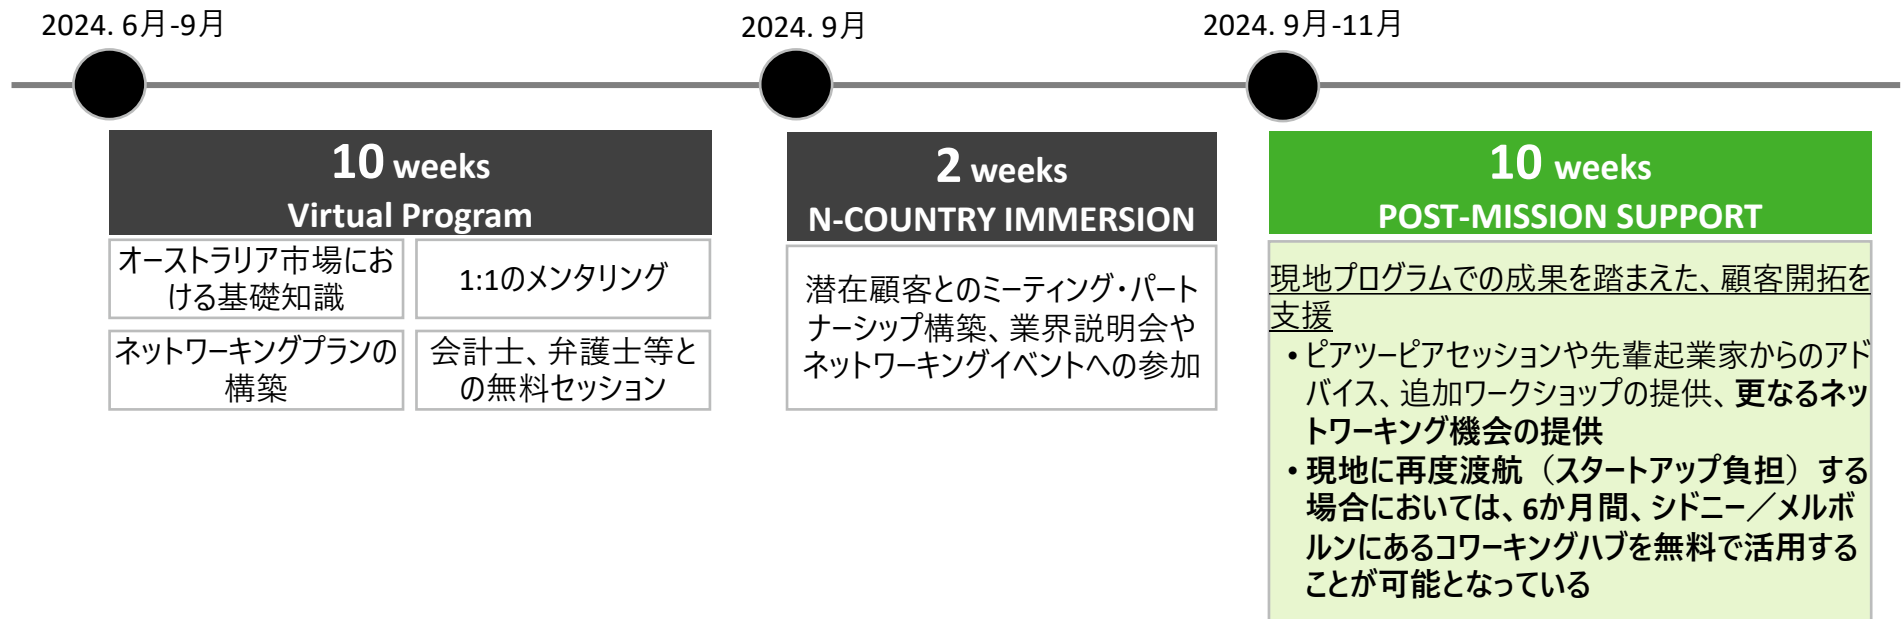 2024. 6月-9月
2024. 9月
2024. 9月-11月
10 weeks
Virtual Program
オーストラリア市場にお
ける基礎知識
1:1のメンタリング
ネットワーキングプランの
構築
会計士、弁護士等と
の無料セッション
2 weeks
N-COUNTRY IMMERSION
潜在顧客とのミーティング・パート
ナーシップ構築、業界説明会や
ネットワーキングイベントへの参加
10 weeks
POST-MISSION SUPPORT
現地プログラムでの成果を踏まえた、顧客開拓を
支援
• ピアツーピアセッションや先輩起業家からのアド
バイス、追加ワークショップの提供、更なるネッ
トワーキング機会の提供
• 現地に再度渡航（スタートアップ負担）する
場合においては、6か月間、シドニー／メルボ
ルンにあるコワーキングハブを無料で活用する
ことが可能となっている